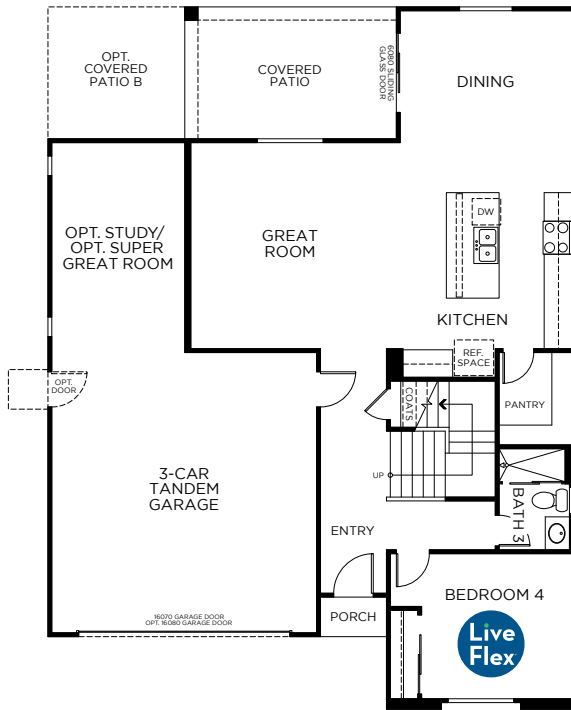 OPT.
COVERED
PATIO B
COVERED
PATIO
6080 SLIDING
GLASS DOOR
DINING
OPT. STUDY/
OPT. SUPER
GREAT ROOM
GREAT
ROOM
DW
KITCHEN
REF.
SPACE
OPT.
DOOR
COATS
PANTRY
UP
3-CAR
TANDEM
GARAGE
BATH 3
ENTRY
16070 GARAGE DOOR
OPT. 16080 GARAGE DOOR
PORCH
BEDROOM 4
Live
Flex